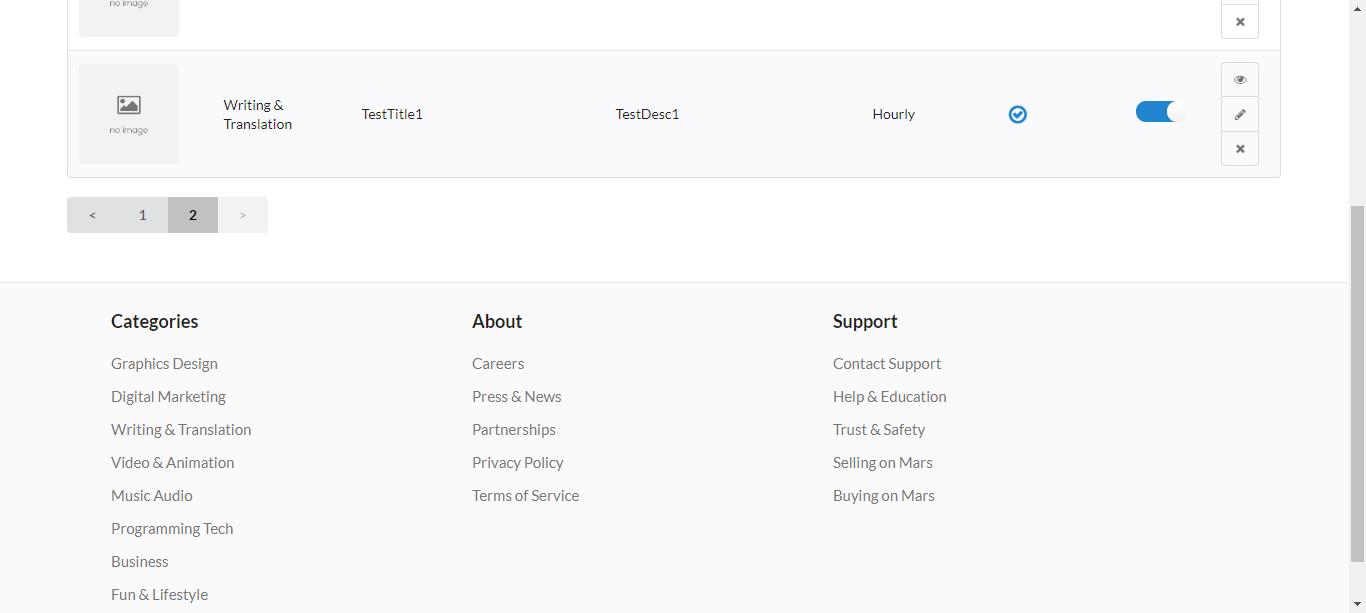 no image
Writing &
Translation
TestTitle1
TestDesc1
Hourly
no image
< 1 2 >
Categories
Graphics Design
Digital Marketing
Writing & Translation
Video & Animation
Music Audio
Programming Tech
Business
Fun & Lifestyle
About
Careers
Press & News
Partnerships
Privacy Policy
Terms of Service
Support
Contact Support
Help & Education
Trust & Safety
Selling on Mars
Buying on Mars